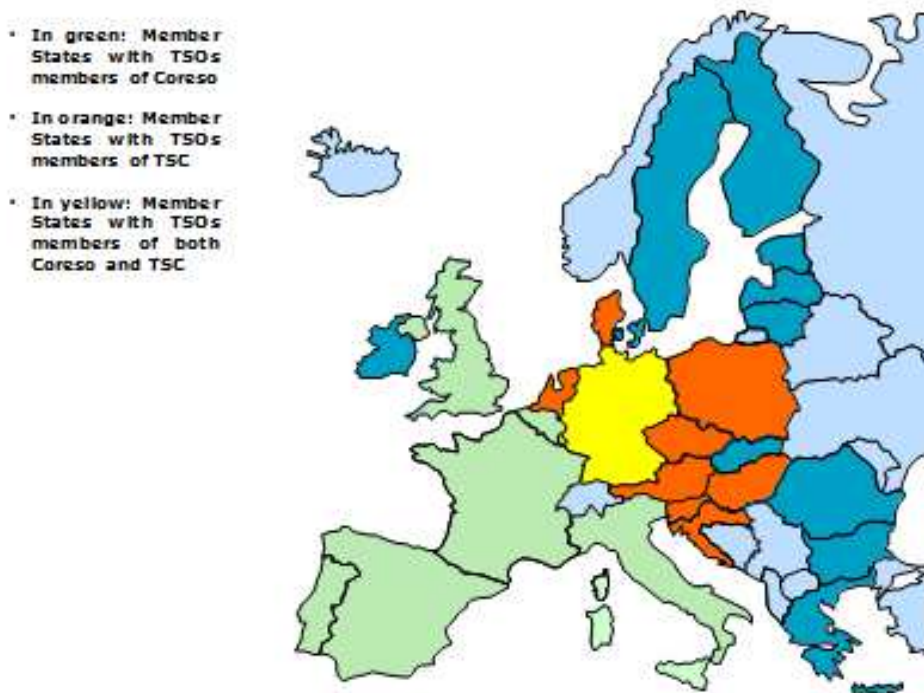 • In green: Member
States with TSOs
members of Coreso
• In orange: Member
States with TSOs
members of TSC
• In yellow: Member
States with TSOs
members of both
Coreso and TSC